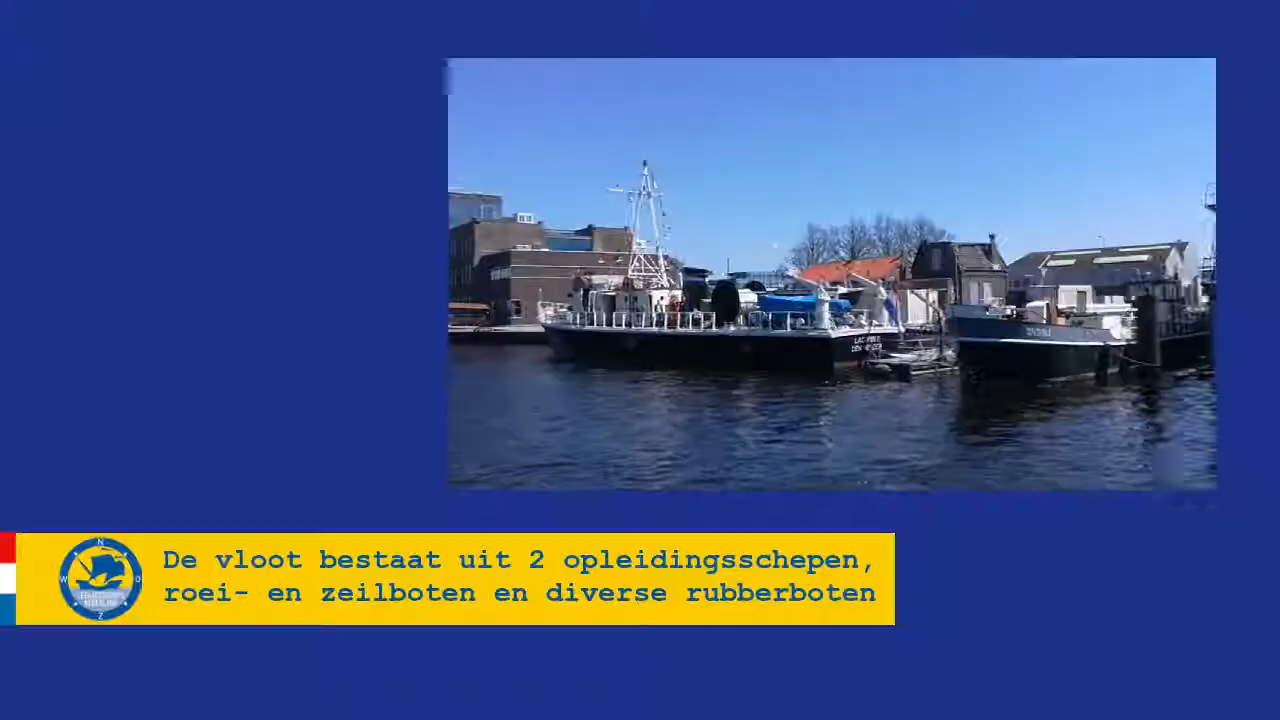 De vloot bestaat uit 2 opleidingsschepen,
roei- en zeilboten en diverse rubberboten
N
W
O
Z